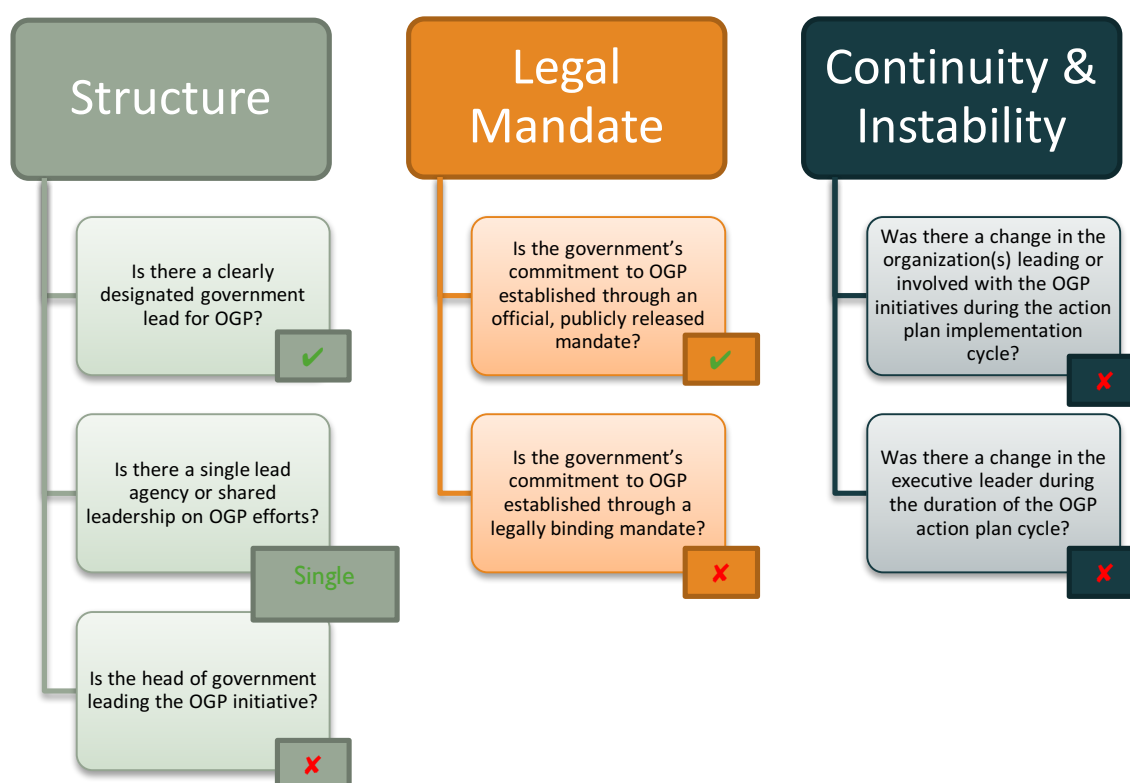 Structure
Is there a clearly
designated government
lead for OGP?
✔
Is there a single lead
agency or shared
leadership on OGP efforts?
Single
Is the head of government
leading the OGP initiative?
✘
Legal
Mandate
Is the government’s
commitment to OGP
established through an
official, publicly released
mandate?
✔
Is the government’s
commitment to OGP
established through a
legally binding mandate?
✘
Continuity &
Instability
Was there a change in the
organization(s) leading or
involved with the OGP
initiatives during the action
plan implementation
cycle?
✘
Was there a change in the
executive leader during
the duration of the OGP
action plan cycle?
✘